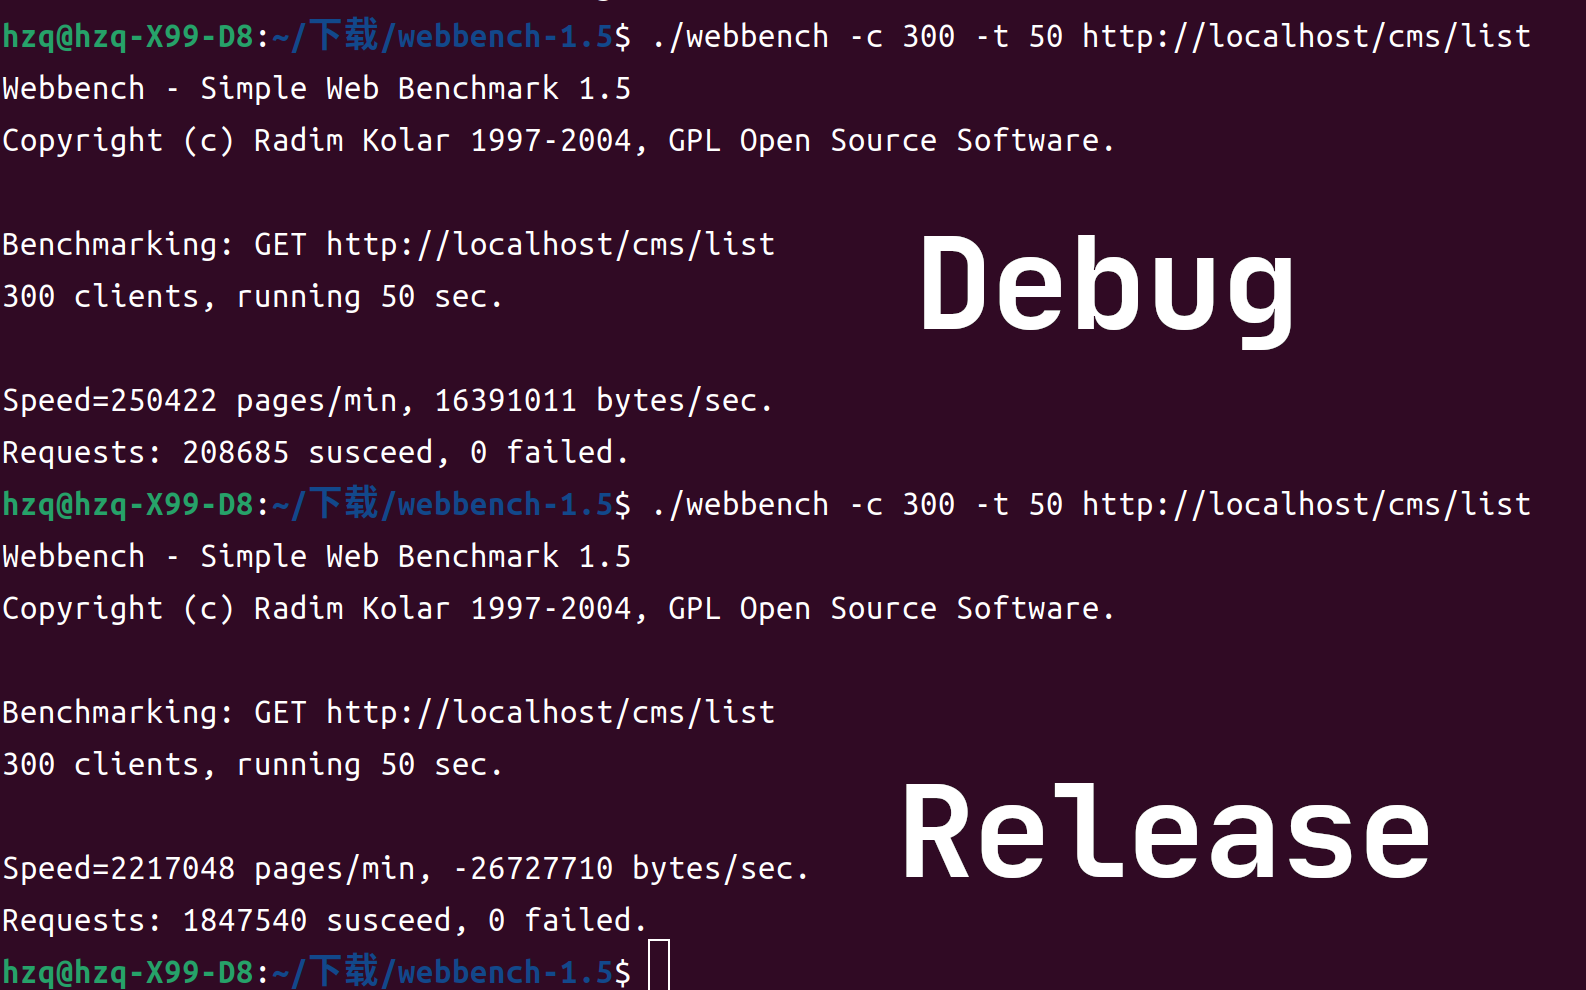 hzq@hzq-X99-D8:~/下载/webbench-1.5$ ./webbench -c 300 -t 50 http://localhost/cms/list
Webbench - Simple Web Benchmark 1.5
Copyright (c) Radim Kolar 1997-2004, GPL Open Source Software.
Benchmarking: GET http://localhost/cms/list
300 clients, running 50 sec.
Debug
Speed=250422 pages/min, 16391011 bytes/sec.
Requests: 208685 susceed, 0 failed.
hzq@hzq-X99-D8:~/下载/webbench-1.5$ ./webbench -c 300 -t 50 http://localhost/cms/list
Webbench - Simple Web Benchmark 1.5
Copyright (c) Radim Kolar 1997-2004, GPL Open Source Software.
Benchmarking: GET http://localhost/cms/list
300 clients, running 50 sec.
Release
Speed=2217048 pages/min, -26727710 bytes/sec.
Requests: 1847540 susceed, 0 failed.
hzq@hzq-X99-D8:~/下载/webbench-1.5$